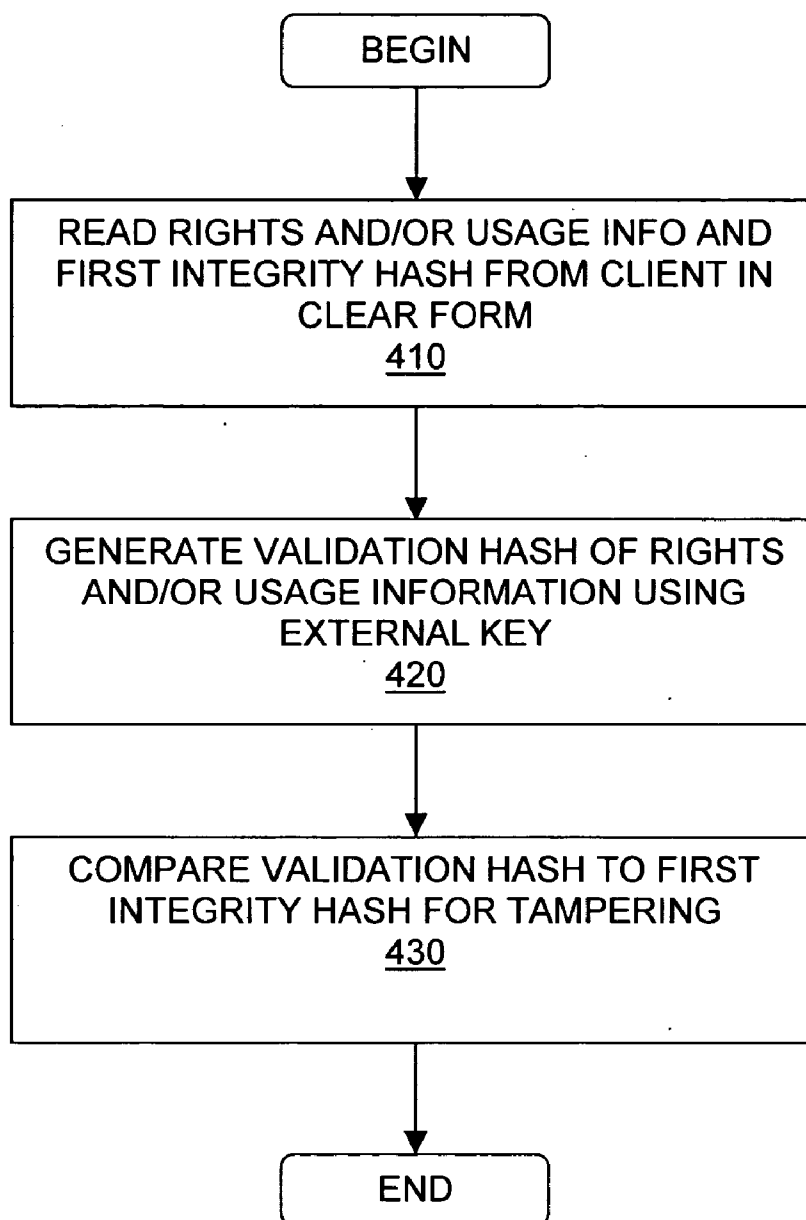 BEGIN
READ RIGHTS AND/OR USAGE INFO AND
FIRST INTEGRITY HASH FROM CLIENT IN
CLEAR FORM
410
GENERATE VALIDATION HASH OF RIGHTS
AND/OR USAGE INFORMATION USING
EXTERNAL KEY
420
COMPARE VALIDATION HASH TO FIRST
INTEGRITY HASH FOR TAMPERING
430
END